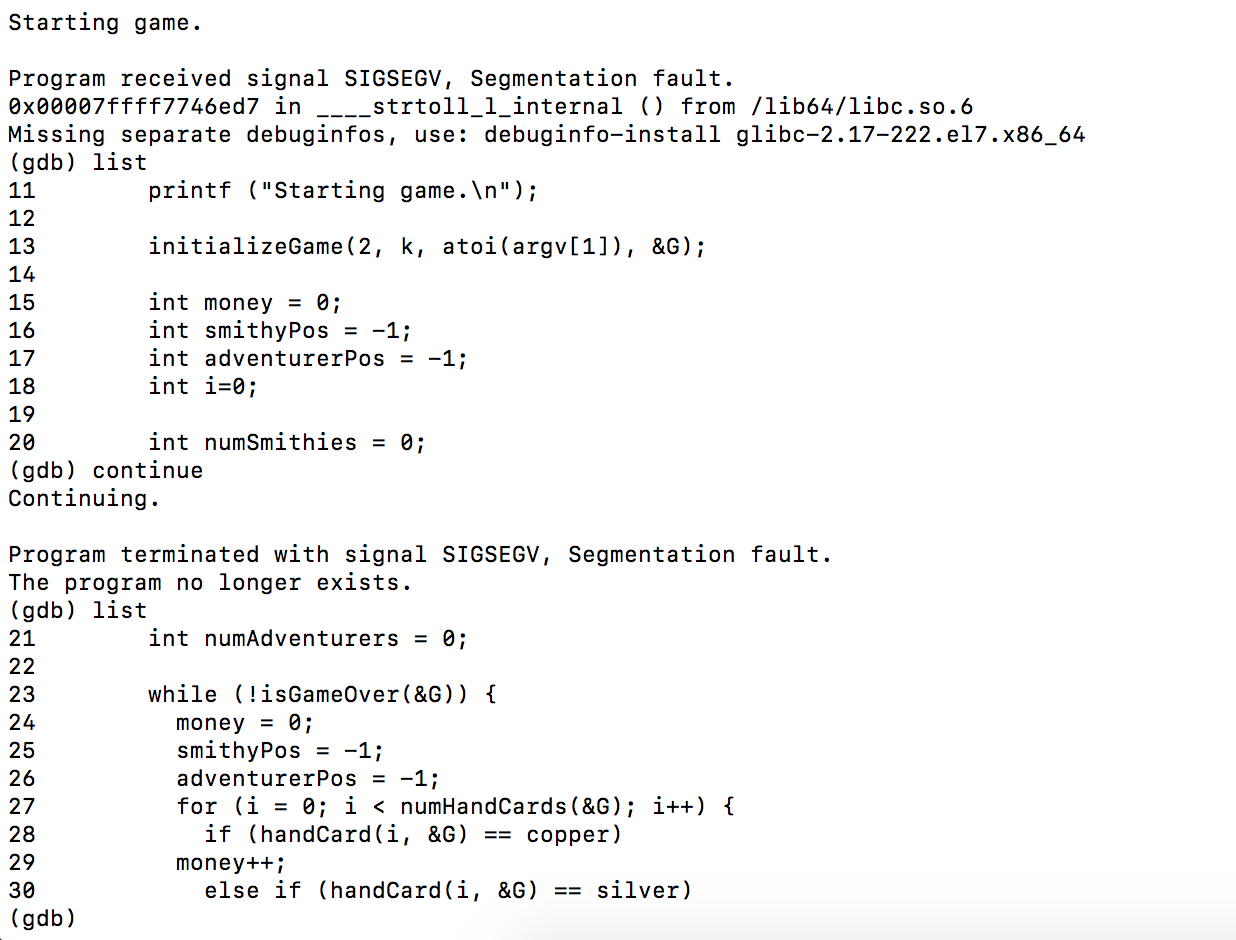 Starting game.

Program received signal SIGSEGV, Segmentation fault.
0x00007ffff7746ed7 in ____strtoll_l_internal () from /lib64/libc.so.6
Missing separate debuginfos, use: debuginfo-install glibc-2.17-222.el7.x86_64
(gdb) list
11        printf ("Starting game.\n");
12
13        initializeGame(2, k, atoi(argv[1]), &G);
14
15        int money = 0;
16        int smithyPos = -1;
17        int adventurerPos = -1;
18        int i=0;
19
20        int numSmithies = 0;
(gdb) continue
Continuing.

Program terminated with signal SIGSEGV, Segmentation fault.
The program no longer exists.
(gdb) list
21        int numAdventurers = 0;
22
23        while (!isGameOver(&G)) {
24          money = 0;
25          smithyPos = -1;
26          adventurerPos = -1;
27          for (i = 0; i < numHandCards(&G); i++) {
28            if (handCard(i, &G) == copper)
29          money++;
30            else if (handCard(i, &G) == silver)
(gdb)